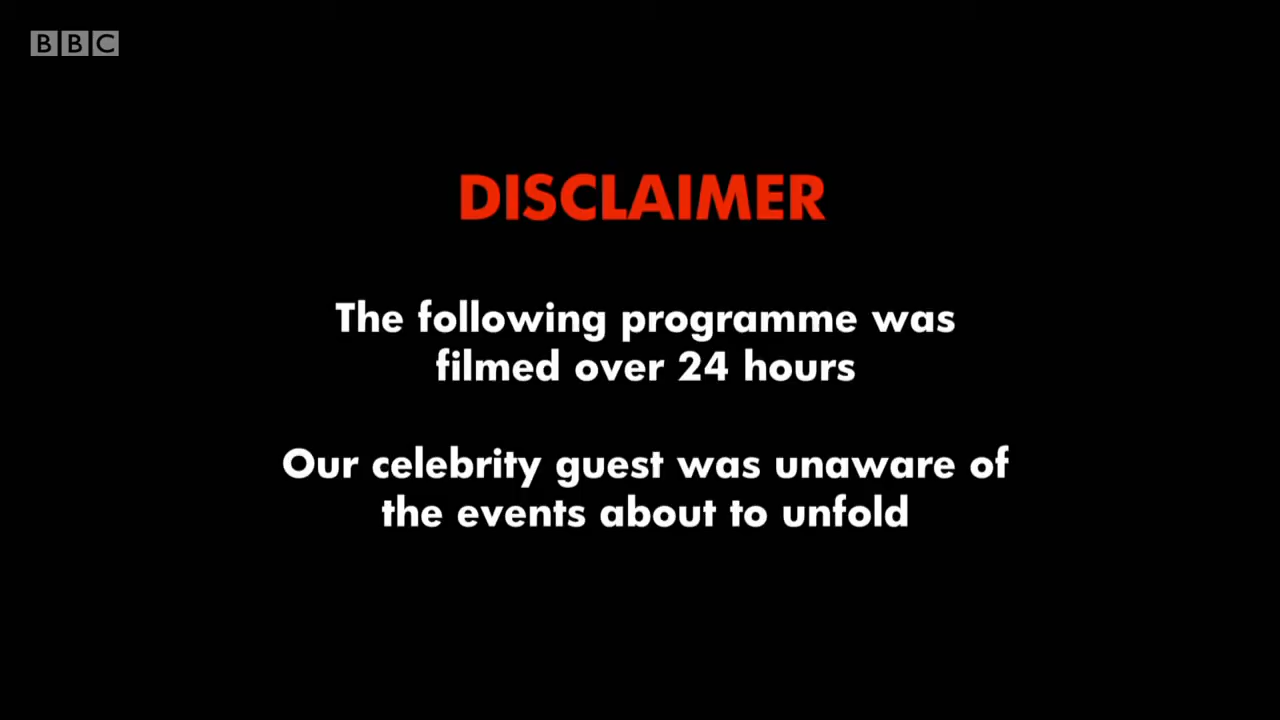 BBC
DISCLAIMER
The following programme was
filmed over 24 hours
Our celebrity guest was unaware of
the events about to unfold